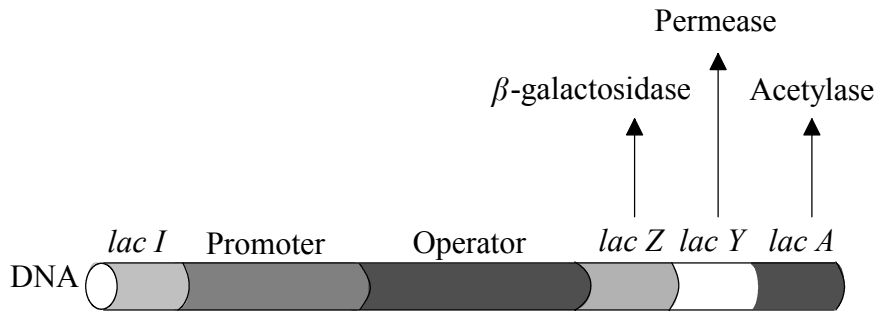 Permease
β-galactosidase Acetylase
lac I Promoter Operator lac Z lac Y lac A
DNA